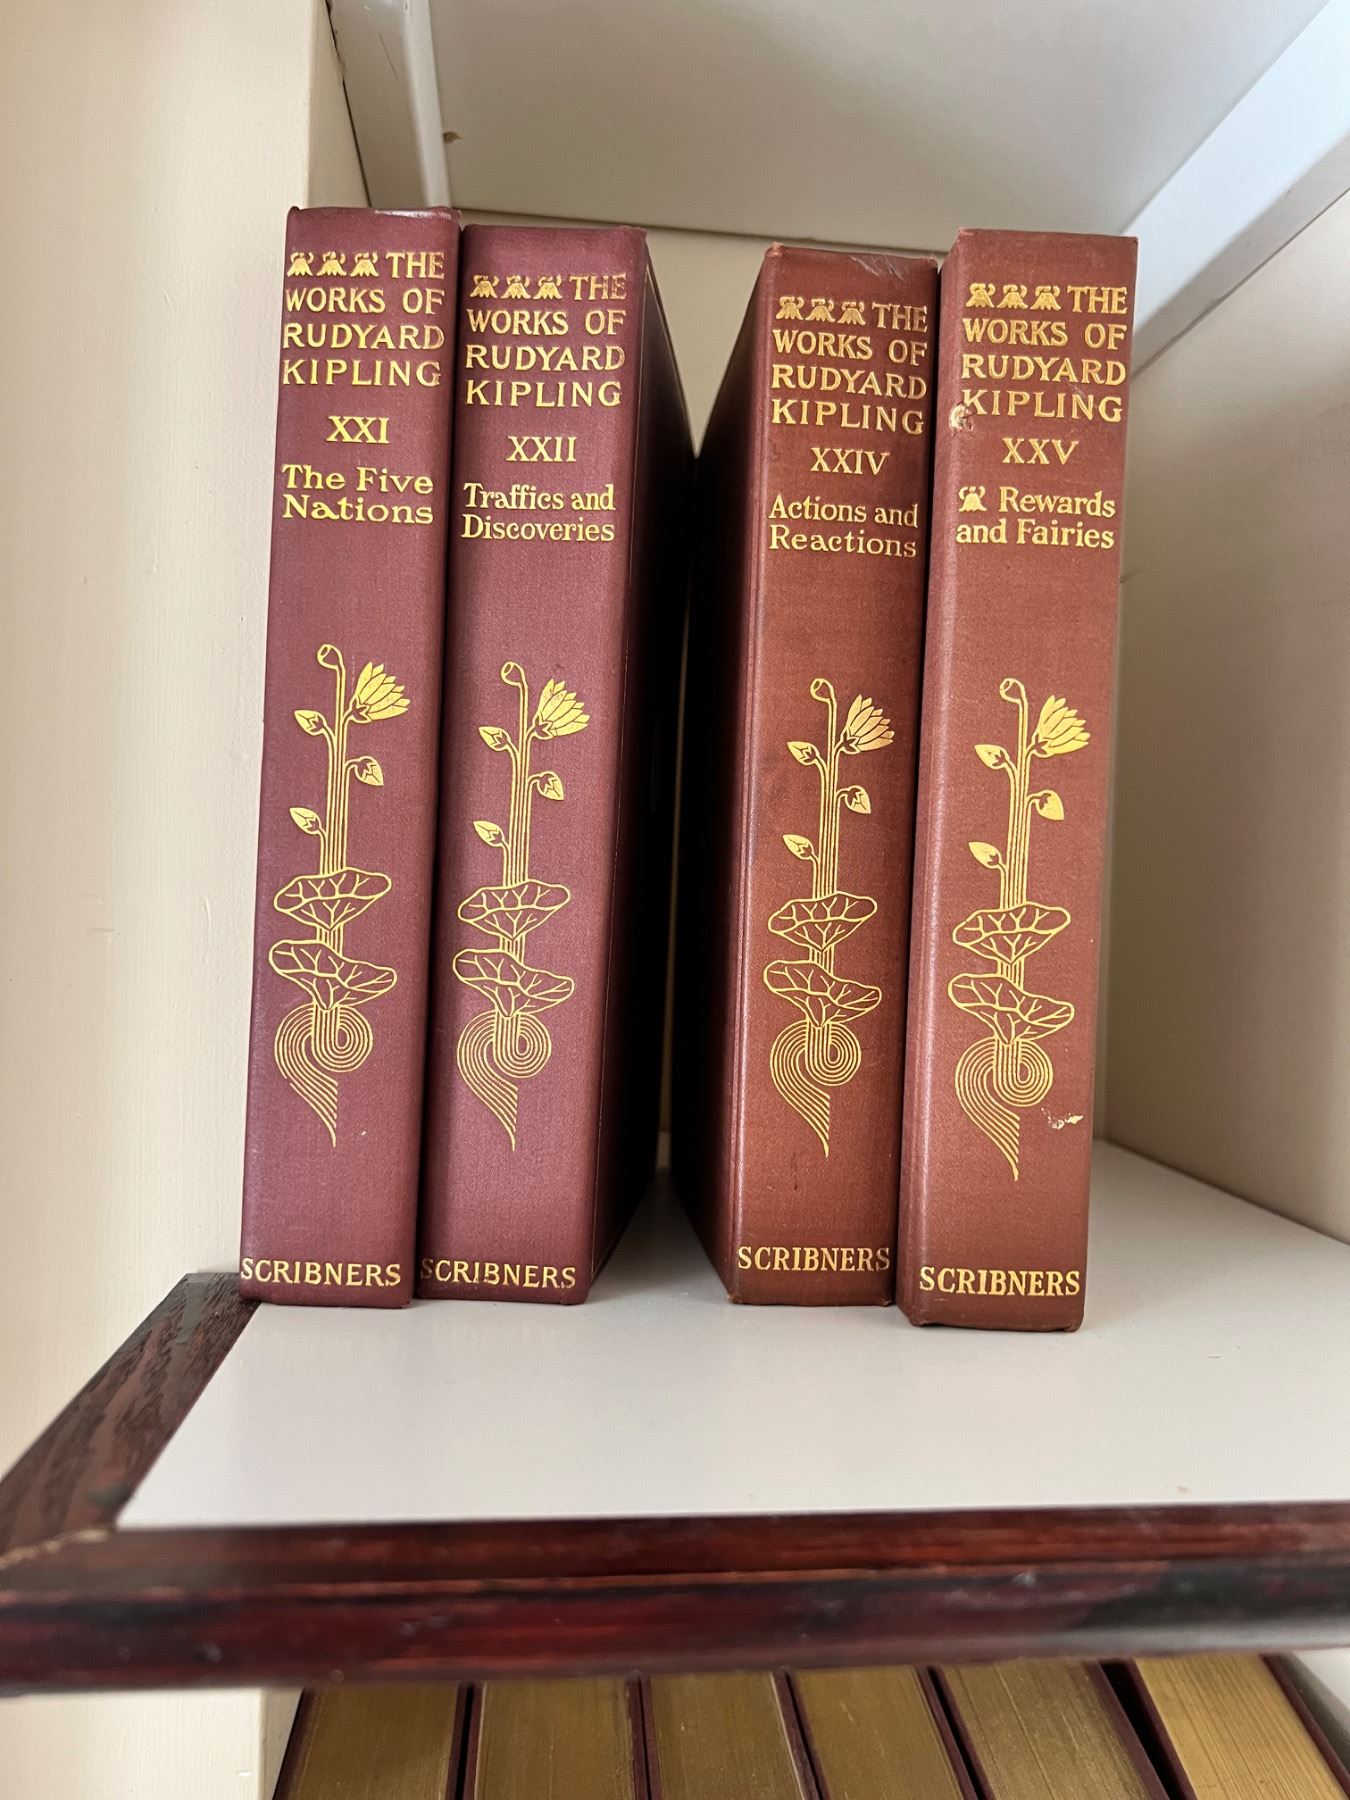 THE
WORKS OF
RUDYARD
KIPLING
XXI
The Five
Nations
SCRIBNERS
THE
WORKS OF
RUDYARD
KIPLING
XXII
Traffics and
Discoveries
SCRIBNERS
THE
WORKS OF
RUDYARD
KIPLING
XXIV
Actions and
Reactions
SCRIBNERS
THE
WORKS OF
RUDYARD
KIPLING
XXV
Rewards
and Fairies
SCRIBNERS